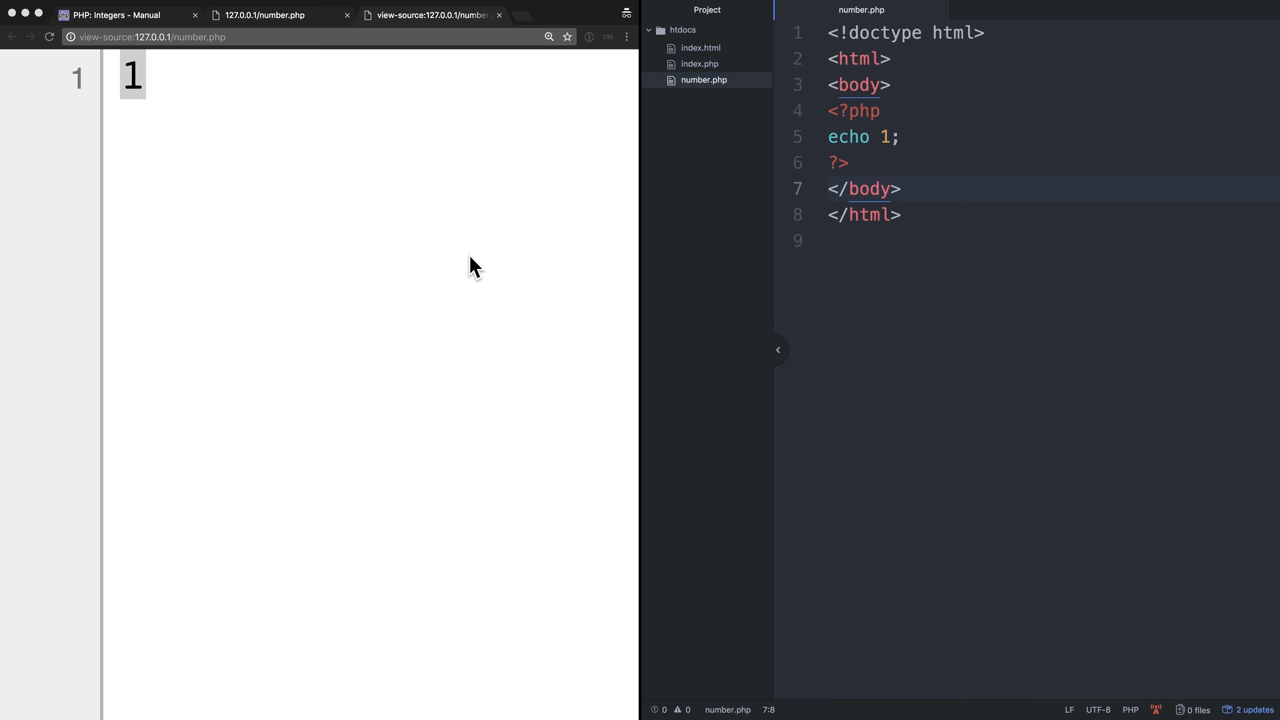 PHP: Integers - Manual
127.0.0.1/number.php
view-source:127.0.0.1/number
view-source:127.0.0.1/number.php
1 1
Project
htdocs
index.html
index.php
number.php
number.php
1 <!doctype html>
2 <html>
3 <body>
4 <?php
5 echo 1;
6 ?>
7 </body>
8 </html>
9
0 0 number.php 7:8
LF UTF-8 PHP 0 files 2 updates